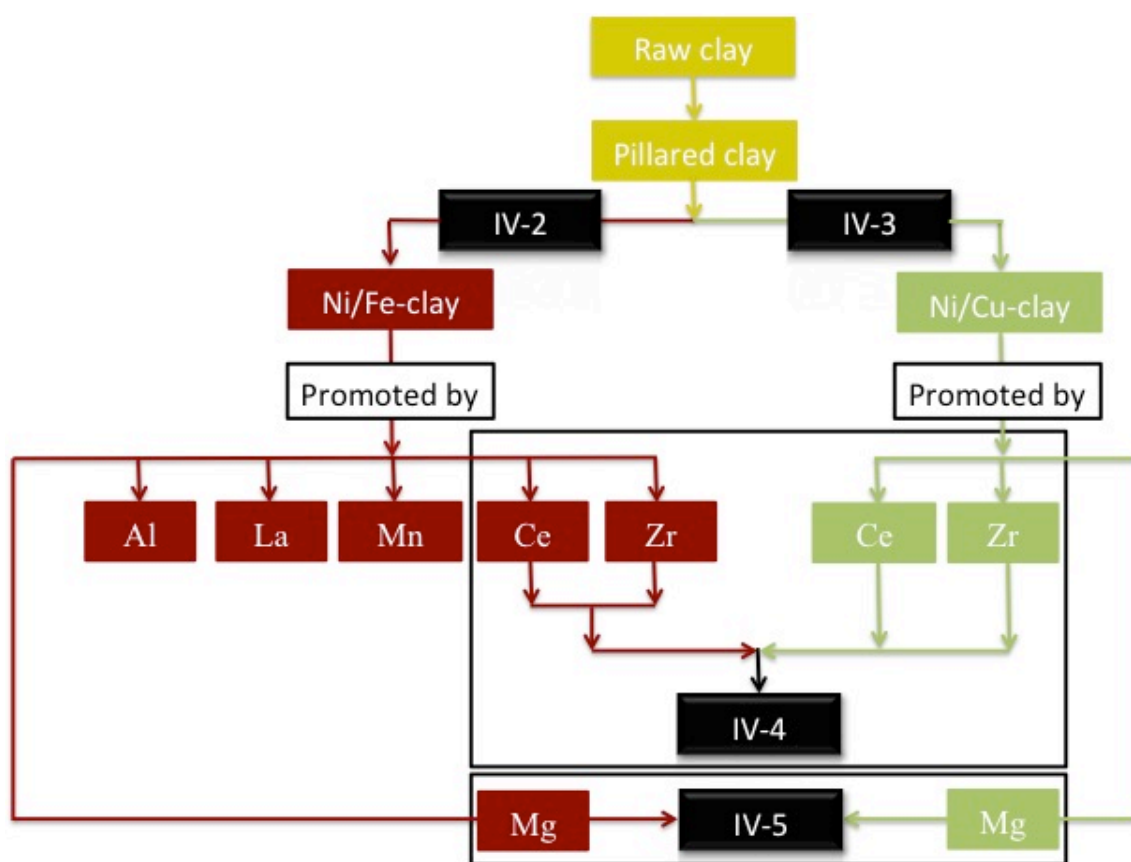 Raw clay
Pillared clay
IV-2
IV-3
Ni/Fe-clay
Ni/Cu-clay
Promoted by
Promoted by
Al
La
Mn
Ce
Zr
Ce
Zr
IV-4
Mg
IV-5
Mg